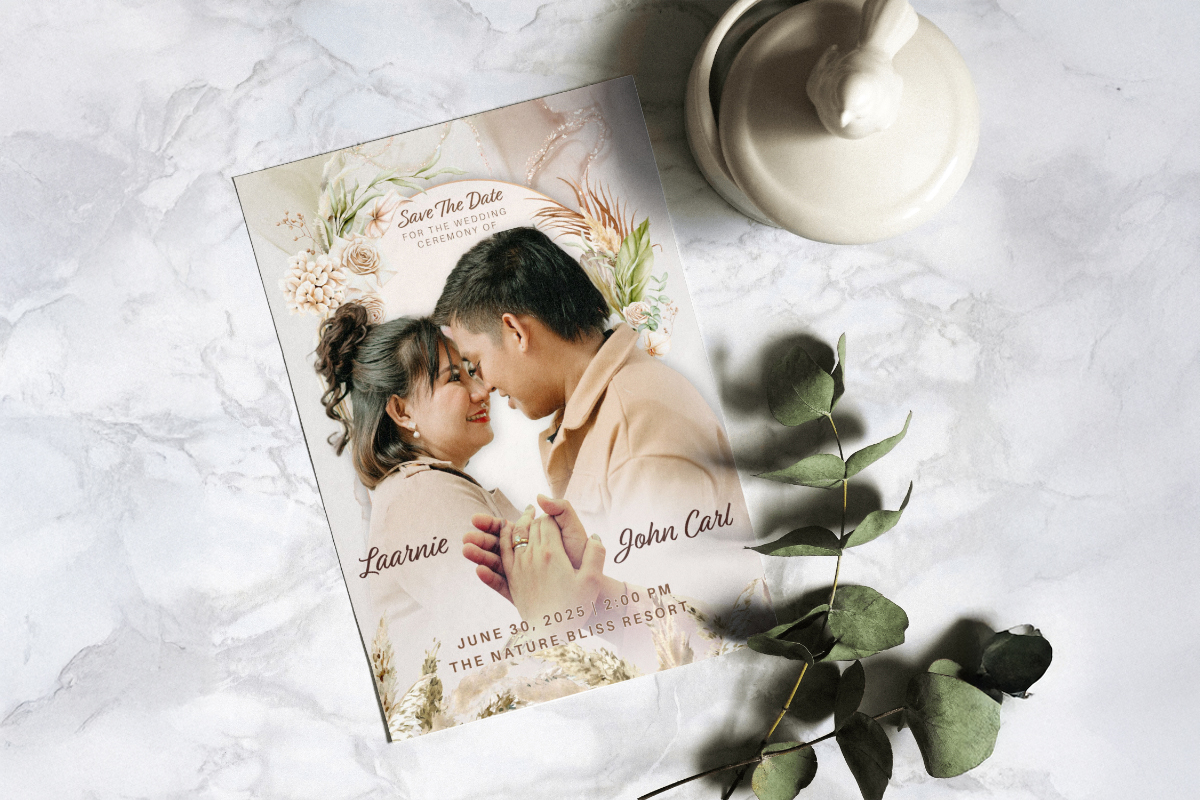 Save The Date
FOR THE WEDDING
CEREMONY OF
Laarnie
John Carl
JUNE 30, 2025 | 2:00 PM
THE NATURE BLISS RESORT